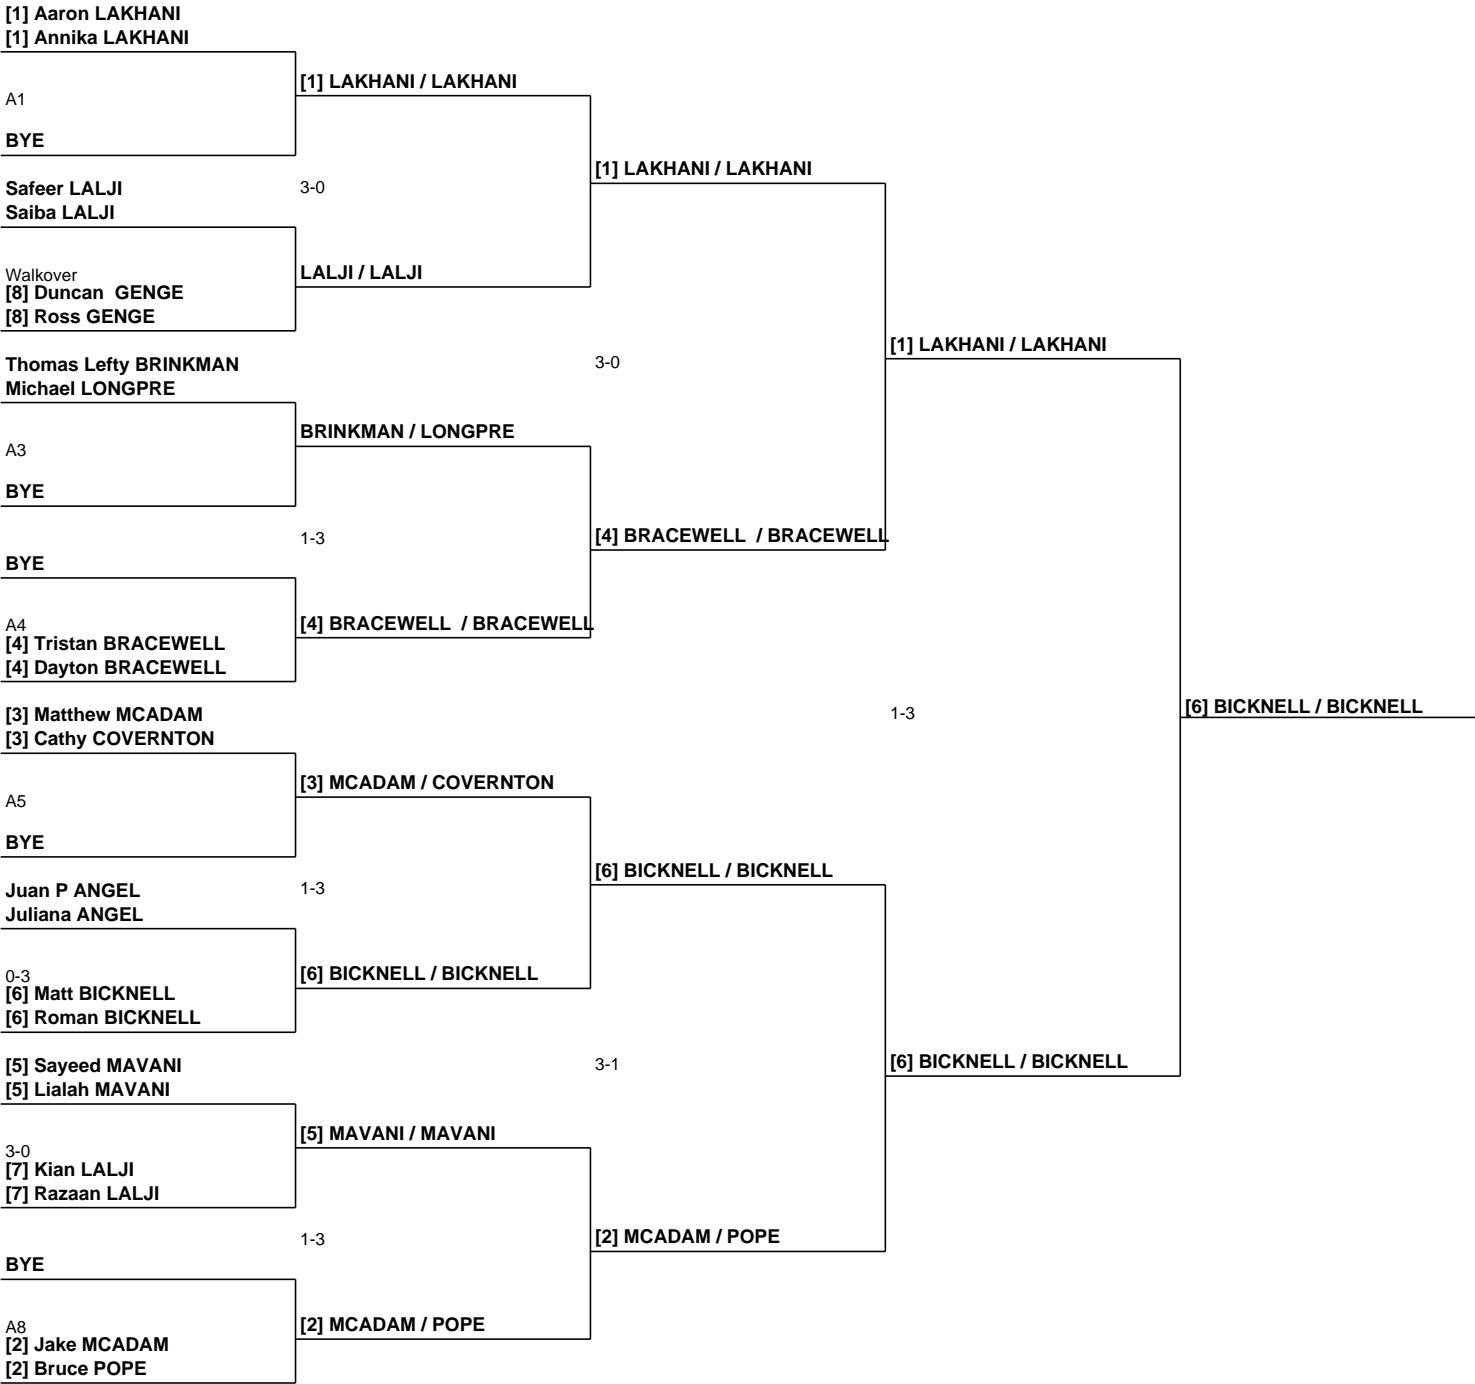 [1] Aaron LAKHANI
[1] Annika LAKHANI
[1] LAKHANI / LAKHANI
A1
BYE
[1] LAKHANI / LAKHANI
Safeer LALJI
3-0
Saiba LALJI
LALJI / LALJI
Walkover
[8] Duncan  GENGE
[8] Ross GENGE
[1] LAKHANI / LAKHANI
Thomas Lefty BRINKMAN
3-0
Michael LONGPRE
BRINKMAN / LONGPRE
A3
BYE
1-3
[4] BRACEWELL  / BRACEWELL
BYE
A4
[4] BRACEWELL  / BRACEWELL
[4] Tristan BRACEWELL
[4] Dayton BRACEWELL
[3] Matthew MCADAM
1-3
[6] BICKNELL / BICKNELL
[3] Cathy COVERNTON
[3] MCADAM / COVERNTON
A5
BYE
[6] BICKNELL / BICKNELL
Juan P ANGEL
1-3
Juliana ANGEL
0-3
[6] BICKNELL / BICKNELL
[6] Matt BICKNELL
[6] Roman BICKNELL
[5] Sayeed MAVANI
3-1
[6] BICKNELL / BICKNELL
[5] Lialah MAVANI
[5] MAVANI / MAVANI
3-0
[7] Kian LALJI
[7] Razaan LALJI
1-3
[2] MCADAM / POPE
BYE
A8
[2] MCADAM / POPE
[2] Jake MCADAM
[2] Bruce POPE